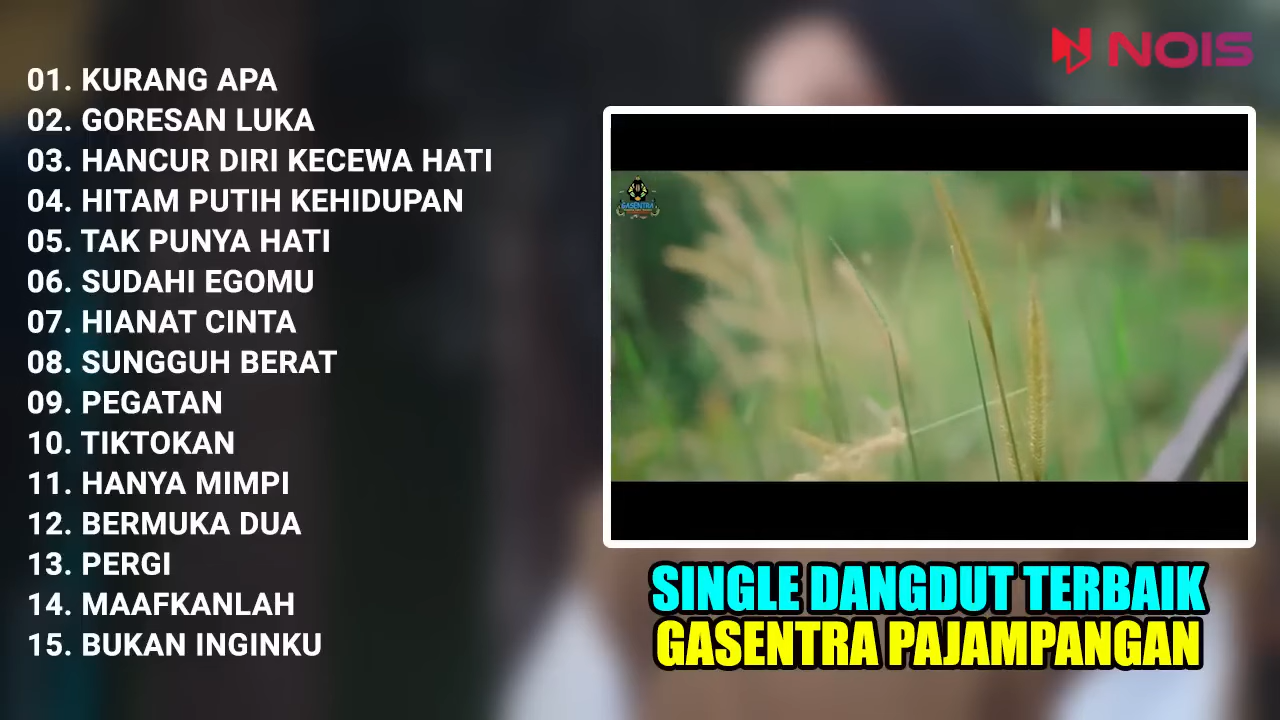 01. KURANG APA
02. GORESAN LUKA
03. HANCUR DIRI KECEWA HATI
04. HITAM PUTIH KEHIDUPAN
05. TAK PUNYA HATI
06. SUDAHI EGOMU
07. HIANAT CINTA
08. SUNGGUH BERAT
09. PEGATAN
10. TIKTOKAN
11. HANYA MIMPI
12. BERMUKA DUA
13. PERGI
14. MAAFKANLAH
15. BUKAN INGINKU
NOIS
GASENTRA
SINGLE DANGDUT TERBAIK
GASENTRA PAJAMPANGAN